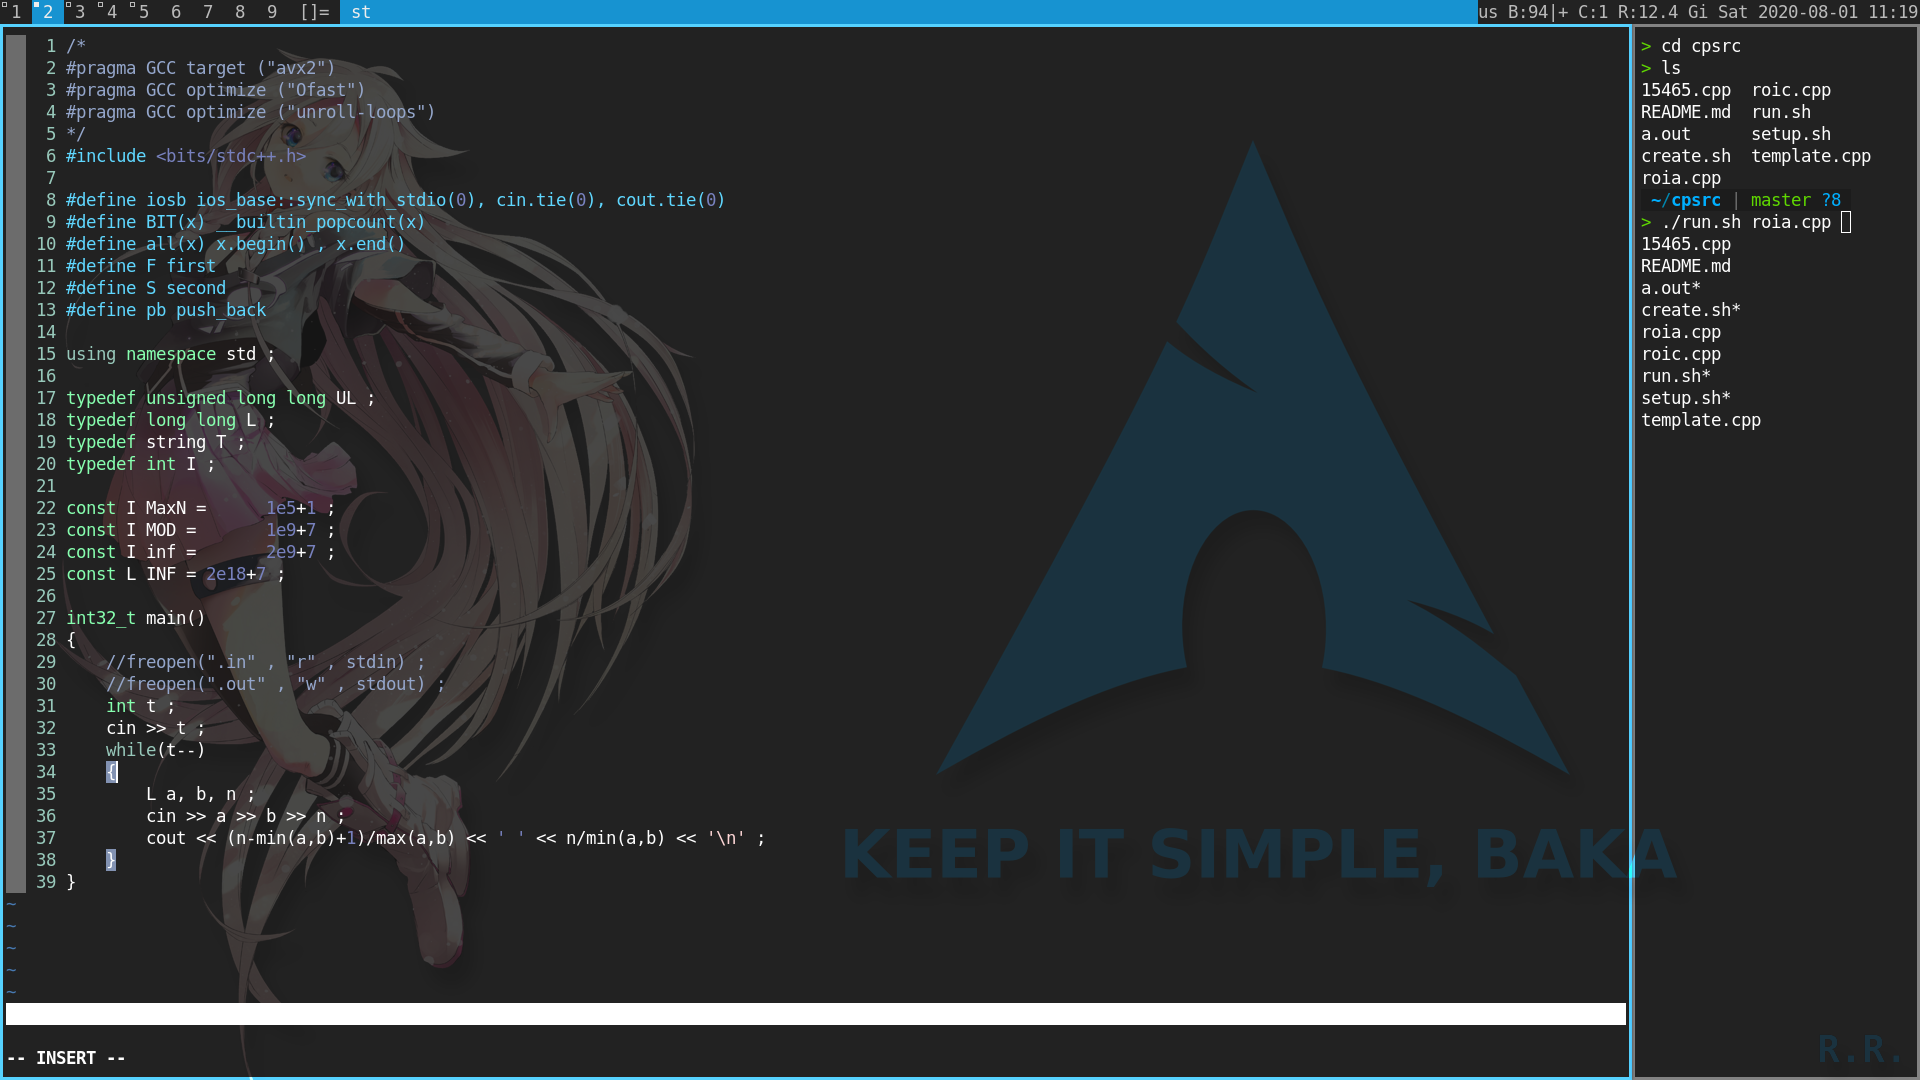 1 2 3 4 5 6 7 8 9 []= st us B:94|+ C:1 R:12.4 Gi Sat 2020-08-01 11:19
1 /*
2 #pragma GCC target ("avx2")
3 #pragma GCC optimize ("Ofast")
4 #pragma GCC optimize ("unroll-loops")
5 */
6 #include <bits/stdc++.h>
7
8 #define iosb ios_base::sync_with_stdio(0), cin.tie(0), cout.tie(0)
9 #define BIT(x) __builtin_popcount(x)
10 #define all(x) x.begin() , x.end()
11 #define F first
12 #define S second
13 #define pb push_back
14
15 using namespace std ;
16
17 typedef unsigned long long UL ;
18 typedef long long L ;
19 typedef string T ;
20 typedef int I ;
21
22 const I MaxN =      1e5+1 ;
23 const I MOD =       1e9+7 ;
24 const I inf =       2e9+7 ;
25 const L INF = 2e18+7 ;
26
27 int32_t main()
28 {
29     //freopen(".in" , "r" , stdin) ;
30     //freopen(".out" , "w" , stdout) ;
31     int t ;
32     cin >> t ;
33     while(t--)
34     {
35         L a, b, n ;
36         cin >> a >> b >> n ;
37         cout << (n-min(a,b)+1)/max(a,b) << ' ' << n/min(a,b) << '\n' ;
38     }
39 }
~
~
~
~
~
-- INSERT --
> cd cpsrc
> ls
15465.cpp  roic.cpp
README.md  run.sh
a.out      setup.sh
create.sh  template.cpp
roia.cpp
~/cpsrc | master ?8
> ./run.sh roia.cpp
15465.cpp
README.md
a.out*
create.sh*
roia.cpp
roic.cpp
run.sh*
setup.sh*
template.cpp
KEEP IT SIMPLE, BAKA
R.R.